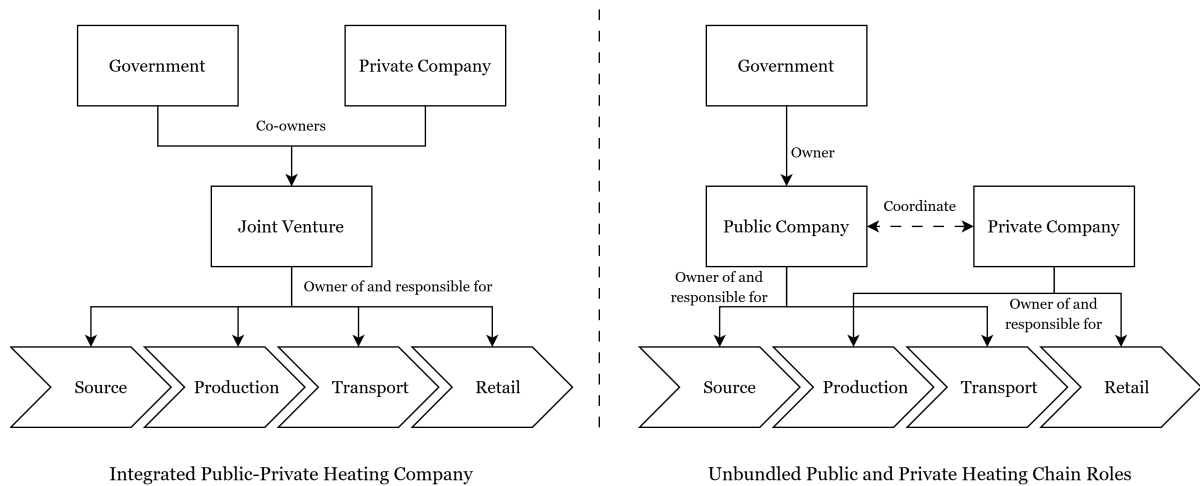 Government
Private Company
Co-owners
Joint Venture
Owner of and responsible for
Source
Production
Transport
Retail
Integrated Public-Private Heating Company
Government
Owner
Public Company
Coordinate
Private Company
Owner of and
responsible for
Owner of and
responsible for
Source
Production
Transport
Retail
Unbundled Public and Private Heating Chain Roles